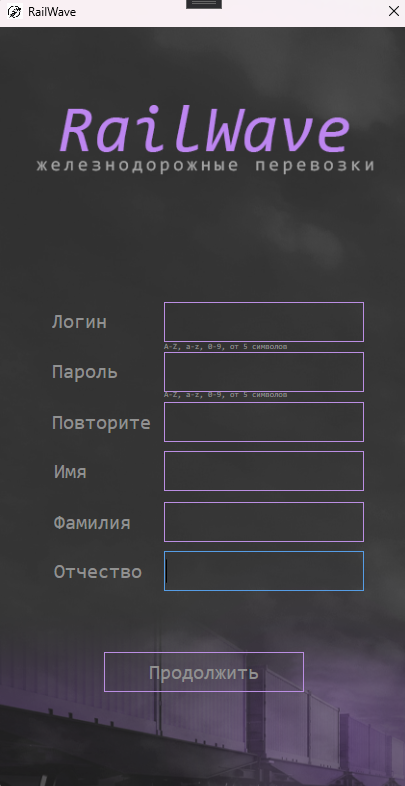 RailWave
RailWave
железнодорожные перевозки
Логин
A-Z, a-z, 0-9, от 5 символов
Пароль
A-Z, a-z, 0-9, от 5 символов
Повторите
Имя
Фамилия
Отчество
Продолжить